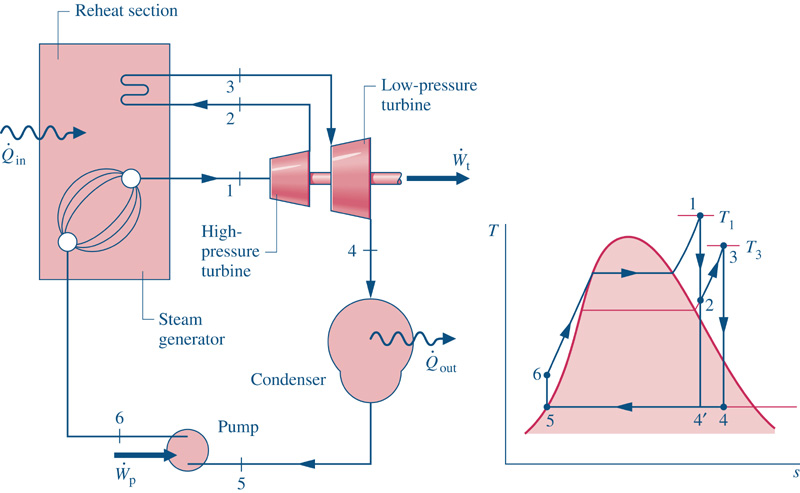 Reheat section
3
2
Low-pressure
turbine
Q̇in
Ẇt
1
High-
pressure
turbine
4
Steam
generator
Condenser
Q̇out
6
Pump
Ẇp
5
T
1
T1
3
T3
2
6
5
4′
4
s